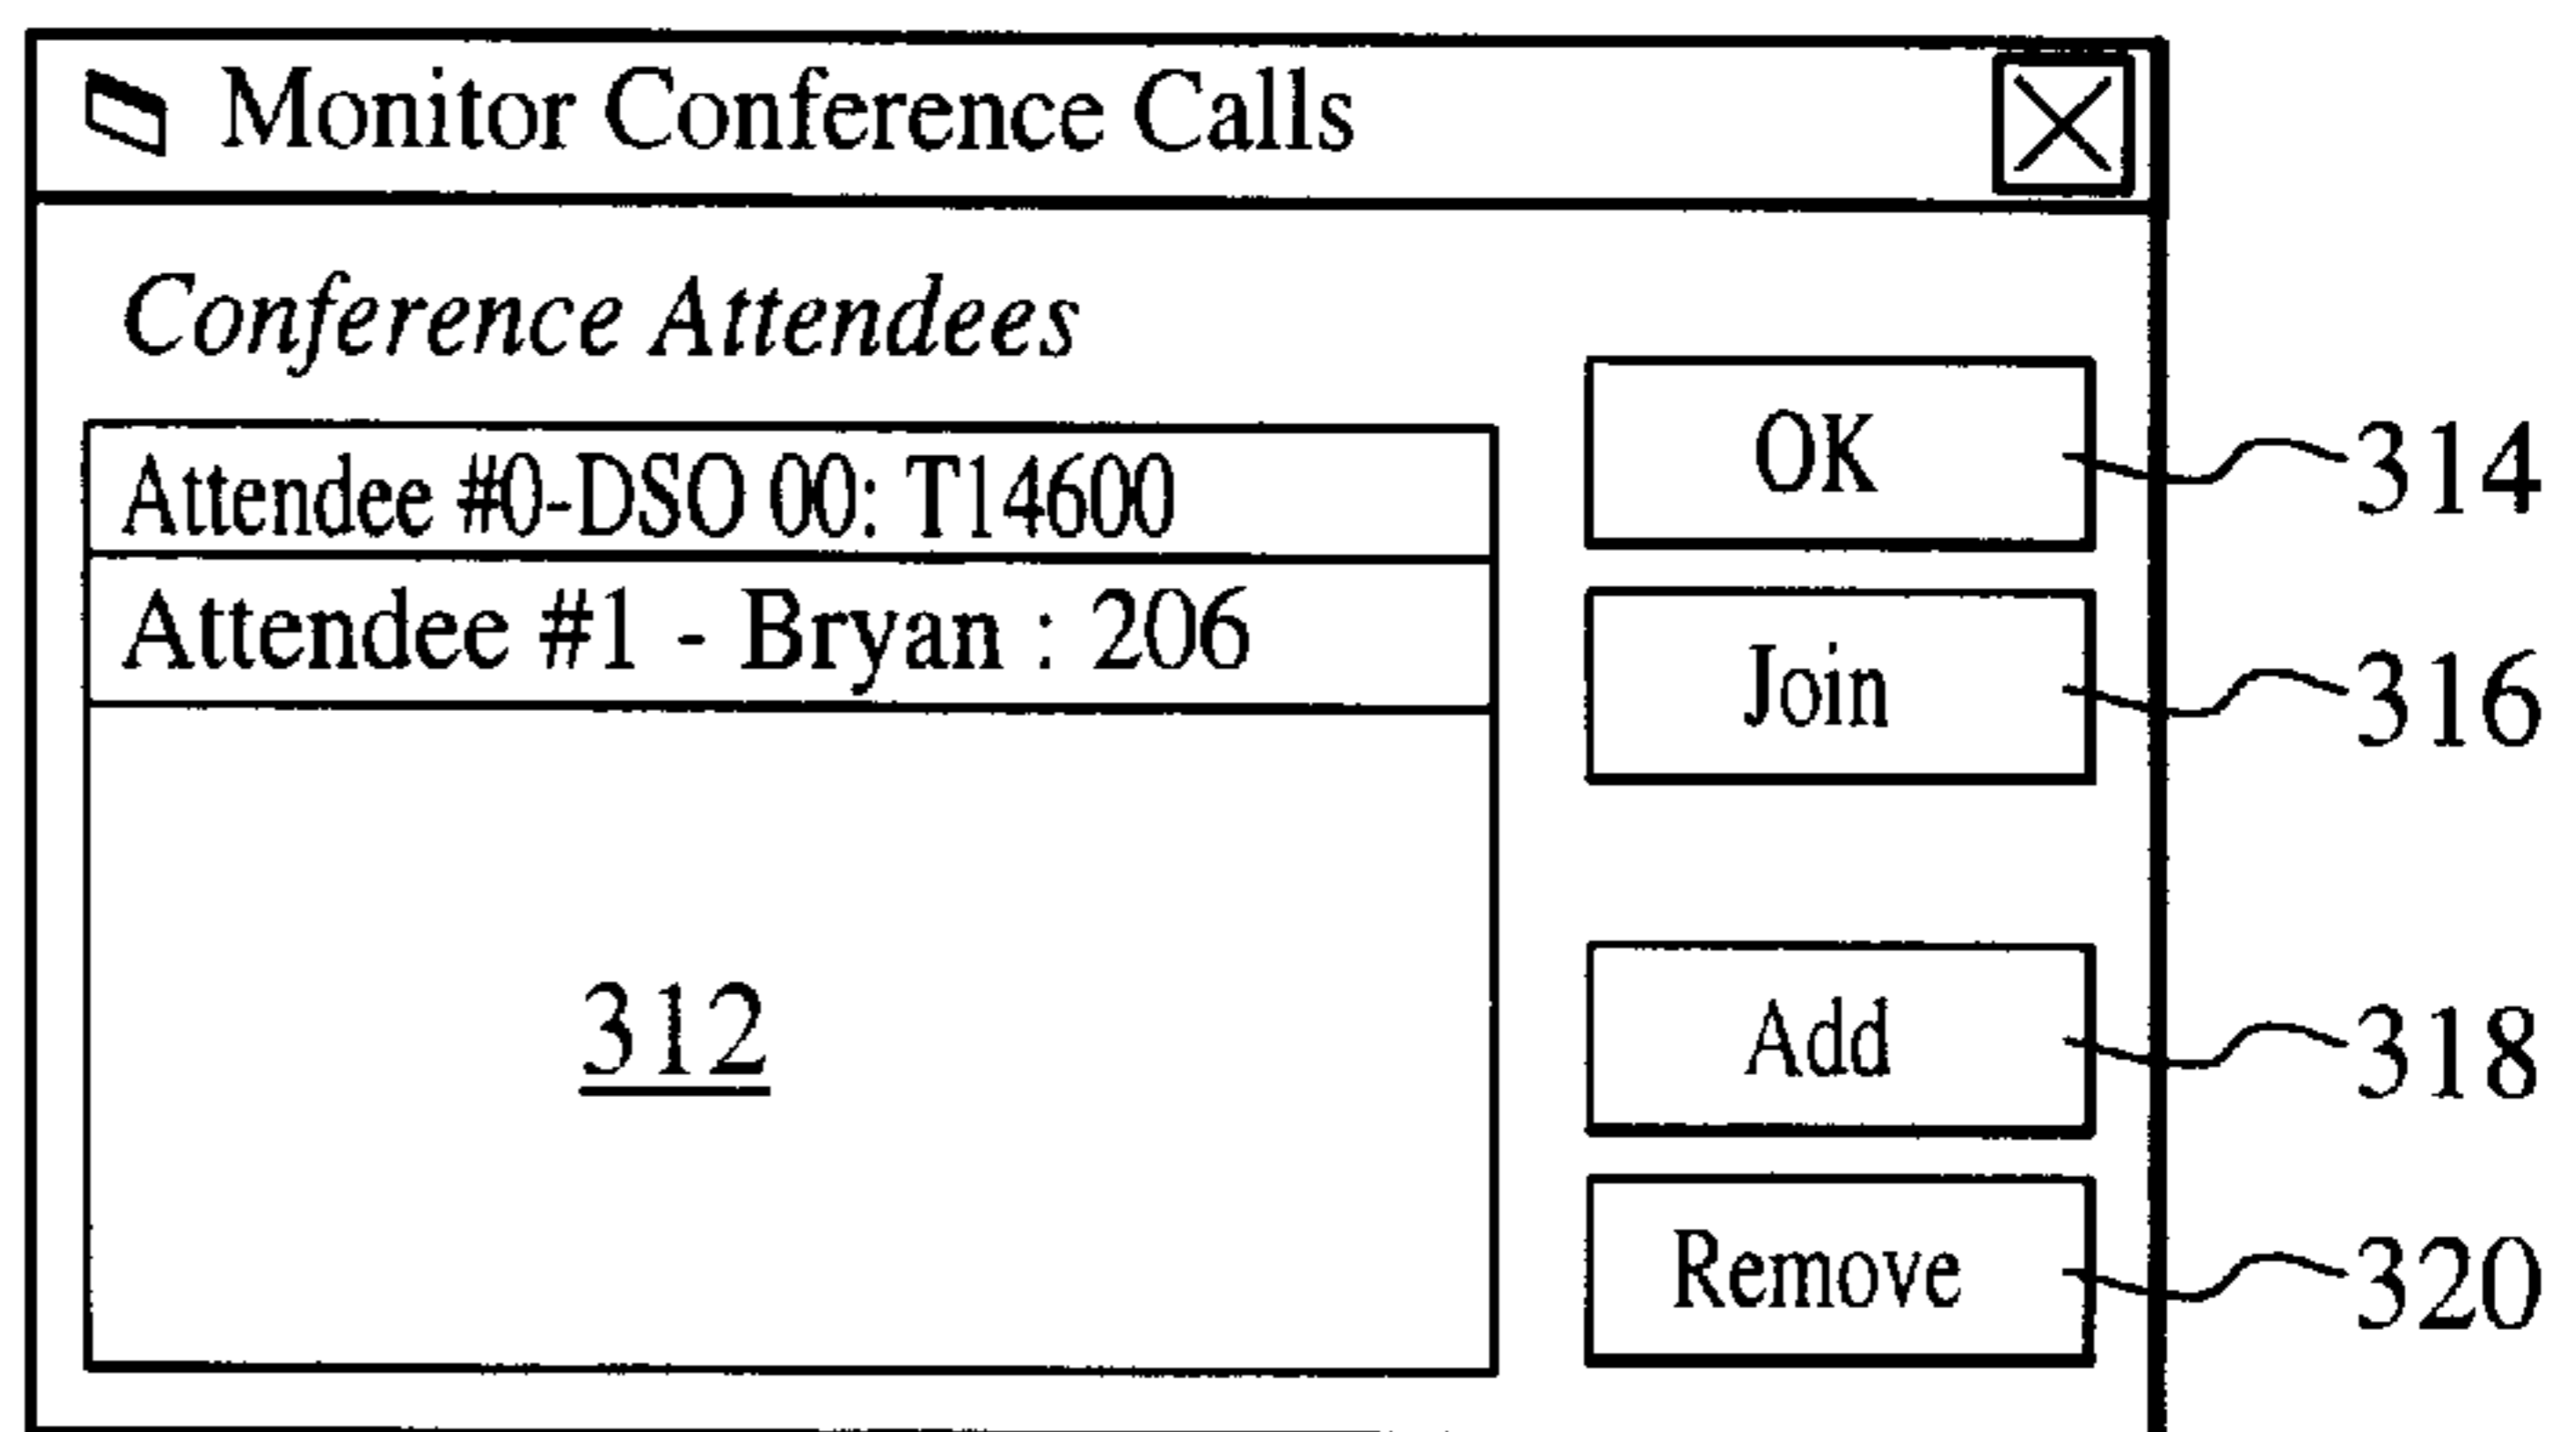 Monitor Conference Calls
Conference Attendees
Attendee #0-DSO 00: T14600
Attendee #1 - Bryan : 206
312
OK
314
Join
316
Add
318
Remove
320